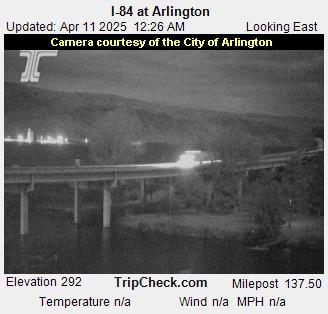 I-84 at Arlington
Updated: Apr 11 2025 12:26 AM Looking East
Camera courtesy of the City of Arlington
Elevation 292 TripCheck.com Milepost 137.50
Temperature n/a Wind n/a MPH n/a